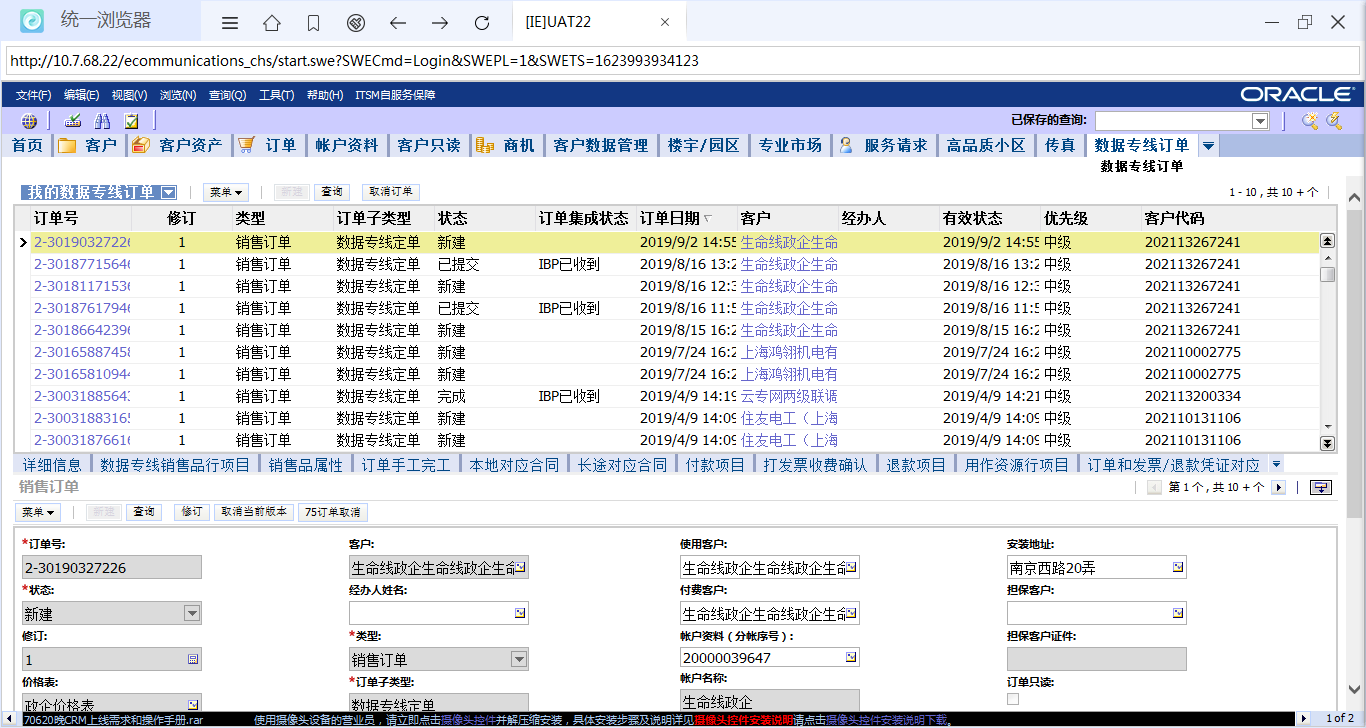 统一浏览器 [IE]UAT22
http://10.7.68.22/ecommunications_chs/start.swe?SWECmd=Login&SWEPL=1&SWETS=1623993934123
文件(F) 编辑(E) 视图(V) 浏览(N) 查询(Q) 工具(T) 帮助(H) ITSM自服务保障 ORACLE
已保存的查询:
首页 客户 客户资产 订单 帐户资料 客户只读 商机 客户数据管理 楼宇/园区 专业市场 服务请求 高品质小区 传真 数据专线订单
数据专线订单
我的数据专线订单 菜单 新建 查询 取消订单 1 - 10 , 共 10 + 个
订单号 修订 类型 订单子类型 状态 订单集成状态 订单日期 客户 经办人 有效状态 优先级 客户代码
2-30190327226 1 销售订单 数据专线定单 新建 2019/9/2 14:55 生命线政企生命 2019/9/2 14:55 中级 202113267241
2-3018771564 1 销售订单 数据专线定单 已提交 IBP已收到 2019/8/16 13:2 生命线政企生命 2019/8/16 13:2 中级 202113267241
2-3018117153 1 销售订单 数据专线定单 新建 2019/8/16 12:3 生命线政企生命 2019/8/16 12:3 中级 202113267241
2-3018761794 1 销售订单 数据专线定单 已提交 IBP已收到 2019/8/16 11:5 生命线政企生命 2019/8/16 11:5 中级 202113267241
2-3018664239 1 销售订单 数据专线定单 新建 2019/8/15 16:2 生命线政企生命 2019/8/15 16:2 中级 202113267241
2-3016588745 1 销售订单 数据专线定单 新建 2019/7/24 16:2 上海鸿翎机电有 2019/7/24 16:2 中级 202110002775
2-3016581094 1 销售订单 数据专线定单 新建 2019/7/24 16:2 上海鸿翎机电有 2019/7/24 16:2 中级 202110002775
2-3003188564 1 销售订单 数据专线定单 完成 IBP已收到 2019/4/9 14:19 云专网两级联调 2019/4/9 14:21 中级 202113200334
2-3003188316 1 销售订单 数据专线定单 新建 2019/4/9 14:09 住友电工（上海 2019/4/9 14:09 中级 202110131106
2-3003187661 1 销售订单 数据专线定单 新建 2019/4/9 14:09 住友电工（上海 2019/4/9 14:09 中级 202110131106
详细信息 数据专线销售品行项目 销售品属性 订单手工完工 本地对应合同 长途对应合同 付款项目 打发票收费确认 退款项目 用作资源行项目 订单和发票/退款凭证对应
销售订单 第 1 个 , 共 10 + 个
菜单 新建 查询 修订 取消当前版本 75订单取消
*订单号: 客户: 使用客户: 安装地址:
2-30190327226 生命线政企生命线政企生命 生命线政企生命线政企生命 南京西路20弄
*状态: 经办人姓名: 付费客户: 担保客户:
新建 生命线政企生命线政企生命
修订: *类型: 帐户资料（分帐序号）: 担保客户证件:
1 销售订单 20000039647
价格表: *订单子类型: 帐户名称: 订单只读:
政企价格表 数据专线定单 生命线政企
70620晚CRM上线需求和操作手册.rar 使用摄像头设备的营业员，请立即点击摄像头控件并解压缩安装，具体安装步骤及说明详见摄像头控件安装说明请点击摄像头控件安装说明下载。 1 of 2